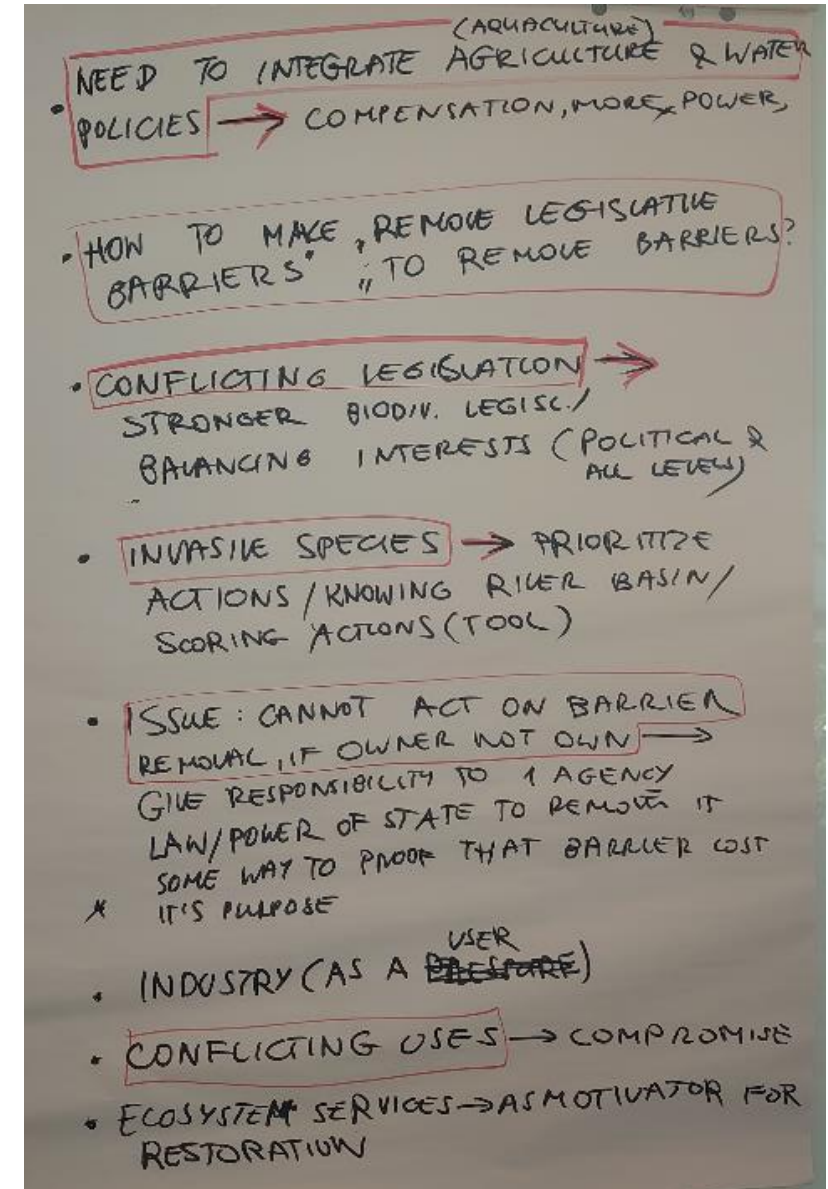 (AQUACULTURE)
• NEED TO INTEGRATE AGRICULTURE & WATER
POLICIES → COMPENSATION, MORE x POWER,
• HOW TO MAKE „REMOVE LEGISLATIVE
BARRIERS" „TO REMOVE BARRIERS?
• CONFLICTING LEGISLATION →
STRONGER BIODIV. LEGISL./
BALANCING INTERESTS (POLITICAL &
ALL LEVELS)
• INVASIVE SPECIES → PRIORITIZE
ACTIONS/KNOWING RIVER BASIN/
SCORING ACTIONS (TOOL)
• ISSUE: CANNOT ACT ON BARRIER
REMOVAL, IF OWNER NOT OWN →
GIVE RESPONSIBILITY TO 1 AGENCY
LAW/POWER OF STATE TO REMOVE IT
SOME WAY TO PROOF THAT BARRIER LOST
x IT'S PURPOSE
USER
• INDUSTRY (AS A PRESSURE)
• CONFLICTING USES → COMPROMISE
• ECOSYSTEM SERVICES → AS MOTIVATOR FOR
RESTORATION